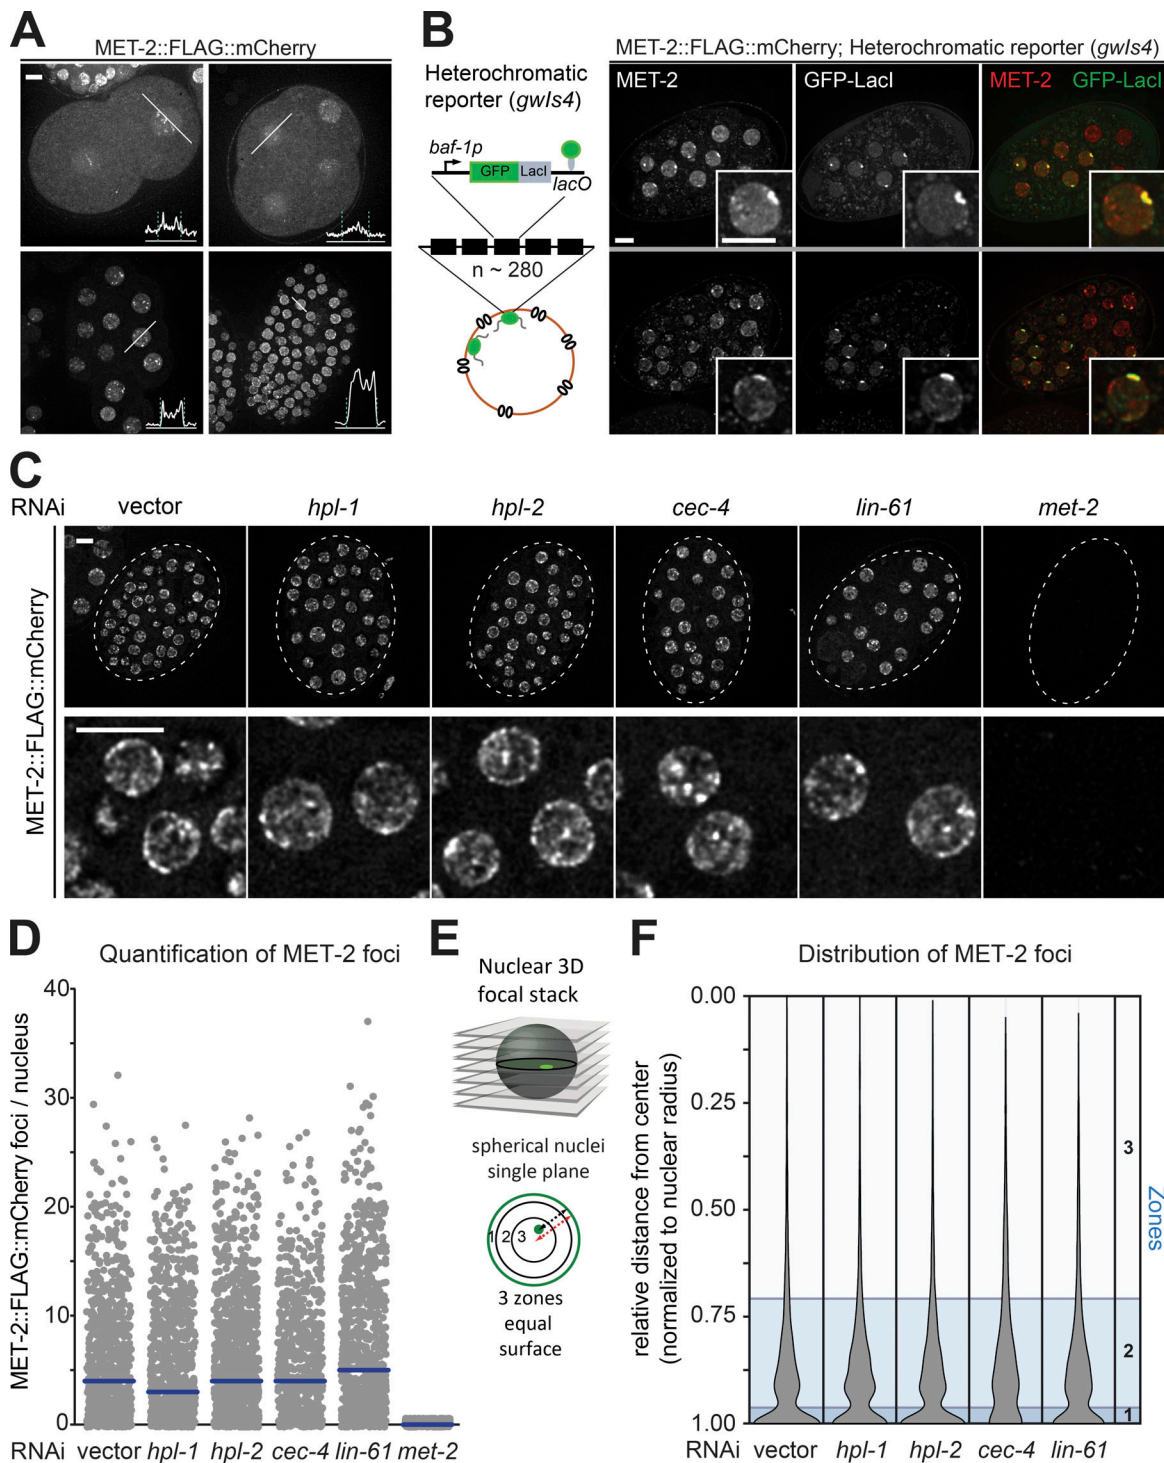 A
MET-2::FLAG::mCherry
B
Heterochromatic
reporter (gwIs4)
baf-1p
GFP
LacI
lacO
n ~ 280
MET-2::FLAG::mCherry; Heterochromatic reporter (gwIs4)
MET-2
GFP-LacI
MET-2 GFP-LacI
C
RNAi vector hpl-1 hpl-2 cec-4 lin-61 met-2
MET-2::FLAG::mCherry
D
Quantification of MET-2 foci
MET-2::FLAG::mCherry foci / nucleus
40
30
20
10
0
RNAi vector hpl-1 hpl-2 cec-4 lin-61 met-2
E
Nuclear 3D
focal stack
spherical nuclei
single plane
1 2 3
3 zones
equal
surface
F
Distribution of MET-2 foci
relative distance from center
(normalized to nuclear radius)
0.00
0.25
0.50
0.75
1.00
3
2
1
Zones
RNAi vector hpl-1 hpl-2 cec-4 lin-61